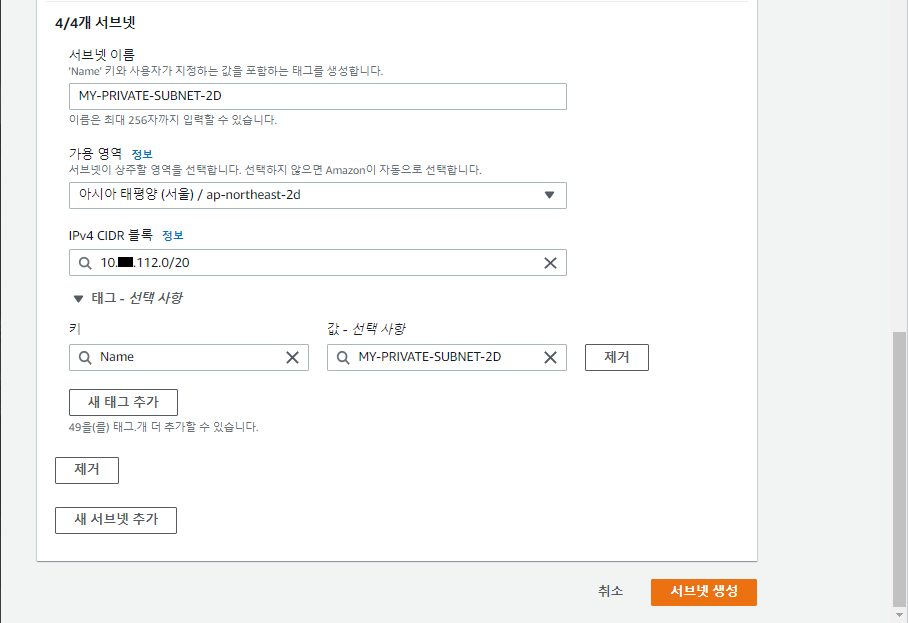 4/4개 서브넷
서브넷 이름
'Name' 키와 사용자가 지정하는 값을 포함하는 태그를 생성합니다.
MY-PRIVATE-SUBNET-2D
이름은 최대 256자까지 입력할 수 있습니다.
가용 영역 정보
서브넷이 상주할 영역을 선택합니다. 선택하지 않으면 Amazon이 자동으로 선택합니다.
아시아 태평양 (서울) / ap-northeast-2d
IPv4 CIDR 블록 정보
10. .112.0/20
태그 - 선택 사항
키 값 - 선택 사항
Name MY-PRIVATE-SUBNET-2D 제거
새 태그 추가
49을(를) 태그.개 더 추가할 수 있습니다.
제거
새 서브넷 추가
취소 서브넷 생성